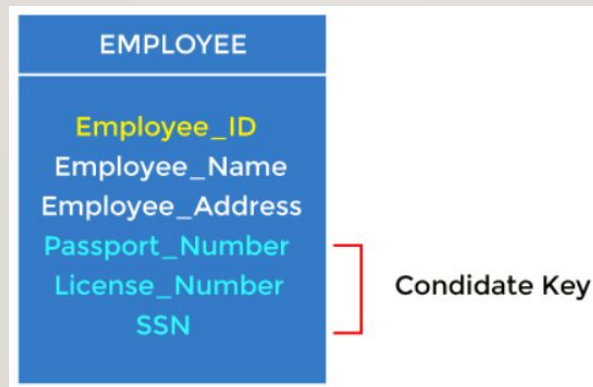 EMPLOYEE
Employee_ID
Employee_Name
Employee_Address
Passport_Number
License_Number
SSN
Condidate Key